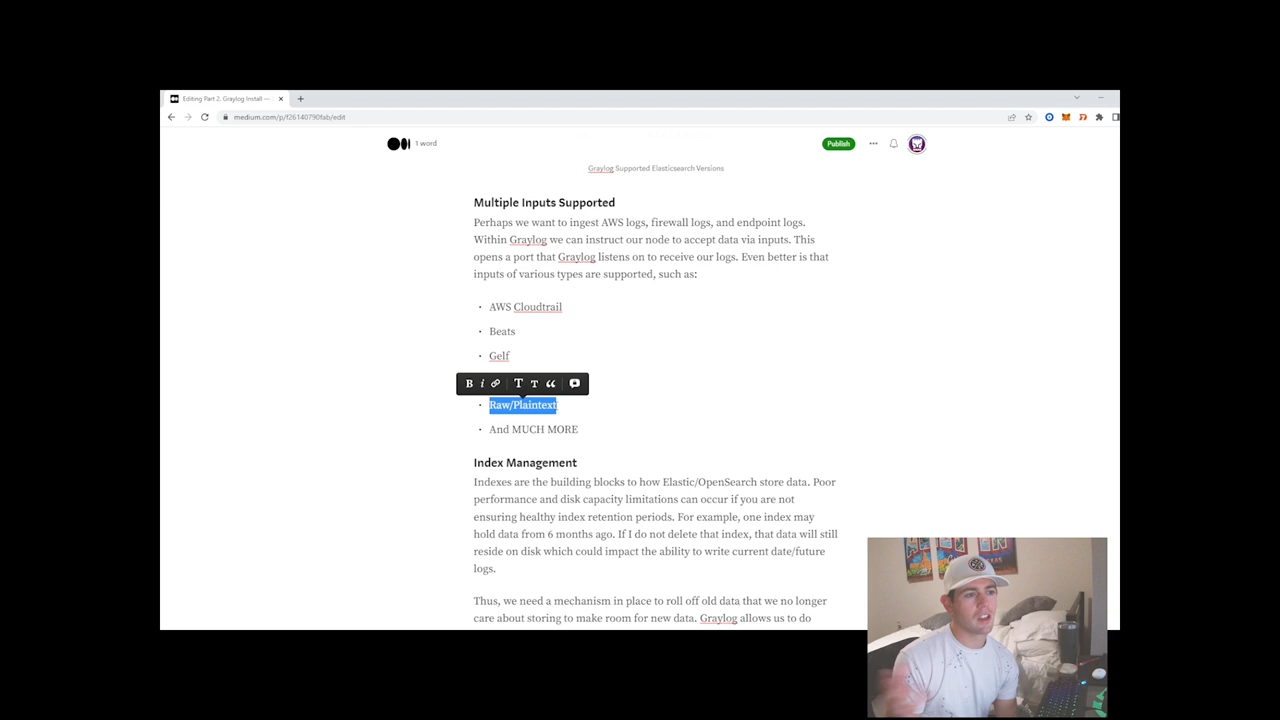 Editing Part 2. Graylog Install —
medium.com/p/f26140790fab/edit
1 word
Publish
Graylog Supported Elasticsearch Versions
Multiple Inputs Supported
Perhaps we want to ingest AWS logs, firewall logs, and endpoint logs.
Within Graylog we can instruct our node to accept data via inputs. This
opens a port that Graylog listens on to receive our logs. Even better is that
inputs of various types are supported, such as:
• AWS Cloudtrail
• Beats
• Gelf
B i T T “
• Raw/Plaintext
• And MUCH MORE
Index Management
Indexes are the building blocks to how Elastic/OpenSearch store data. Poor
performance and disk capacity limitations can occur if you are not
ensuring healthy index retention periods. For example, one index may
hold data from 6 months ago. If I do not delete that index, that data will still
reside on disk which could impact the ability to write current date/future
logs.
Thus, we need a mechanism in place to roll off old data that we no longer
care about storing to make room for new data. Graylog allows us to do